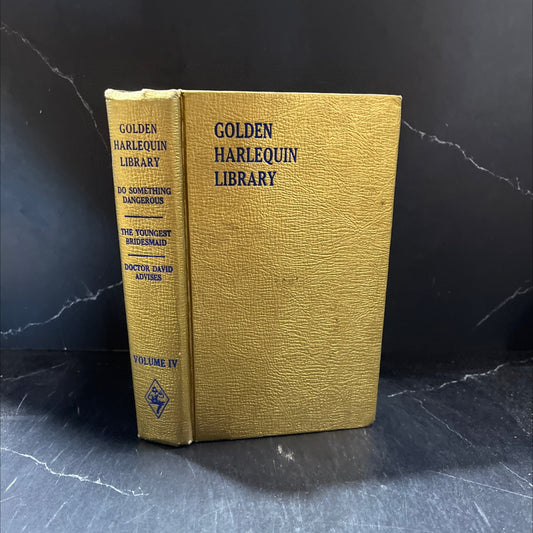 GOLDEN
HARLEQUIN
LIBRARY
DO SOMETHING
DANGEROUS
THE YOUNGEST
BRIDESMAID
DOCTOR DAVID
ADVISES
VOLUME IV
GOLDEN
HARLEQUIN
LIBRARY